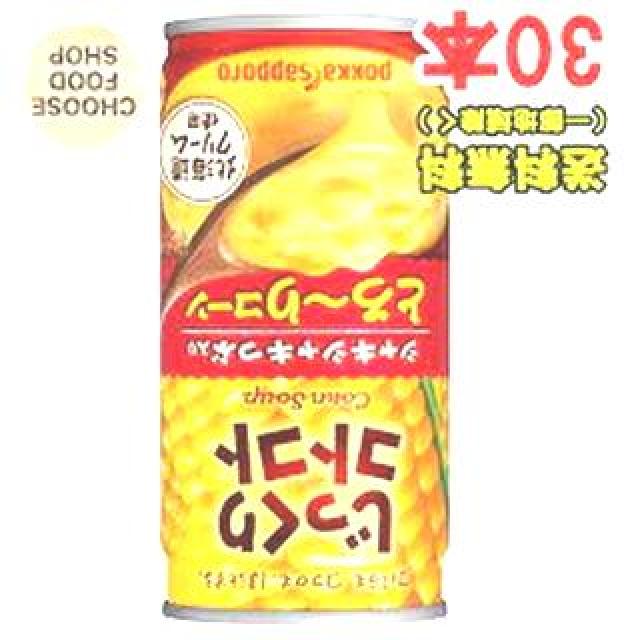 じっくり
コトコト
Corn Soup
シャキシャキつぶ入り
とろ～りコーン
北海道
クリーム
使用
pokka sapporo
送料無料
(一部地域除く)
30本
CHOOSE
FOOD
SHOP